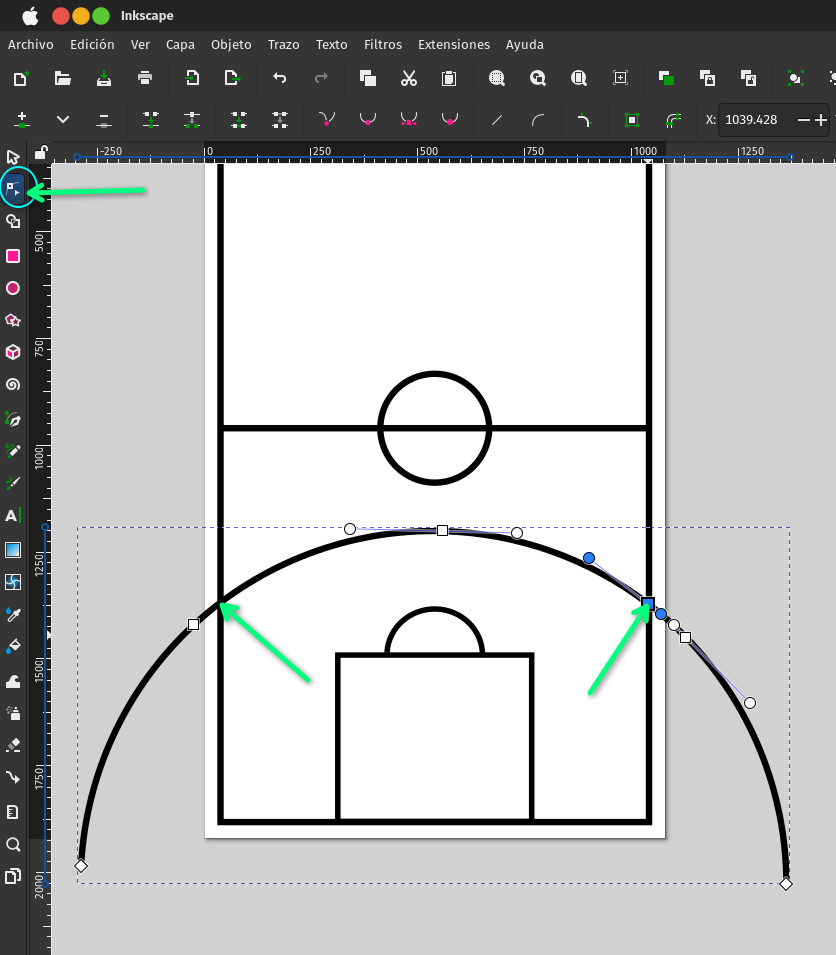 Inkscape
Archivo Edición Ver Capa Objeto Trazo Texto Filtros Extensiones Ayuda
X: 1039.428
-250 0 250 500 750 1000 1250
500
750
1000
1250
1500
1750
2000